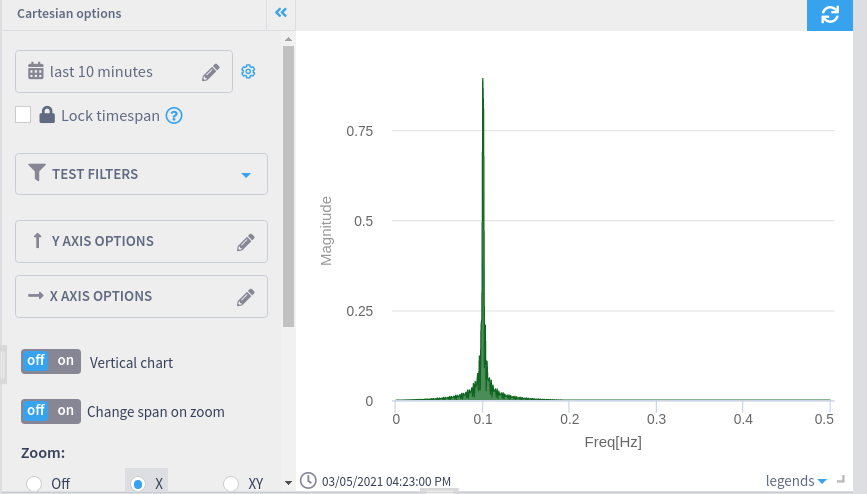 Cartesian options
last 10 minutes
Lock timespan ?
TEST FILTERS
Y AXIS OPTIONS
X AXIS OPTIONS
off on Vertical chart
off on Change span on zoom
Zoom:
Off X XY
0.75
0.5
0.25
0
Magnitude
0 0.1 0.2 0.3 0.4 0.5
Freq[Hz]
03/05/2021 04:23:00 PM
legends